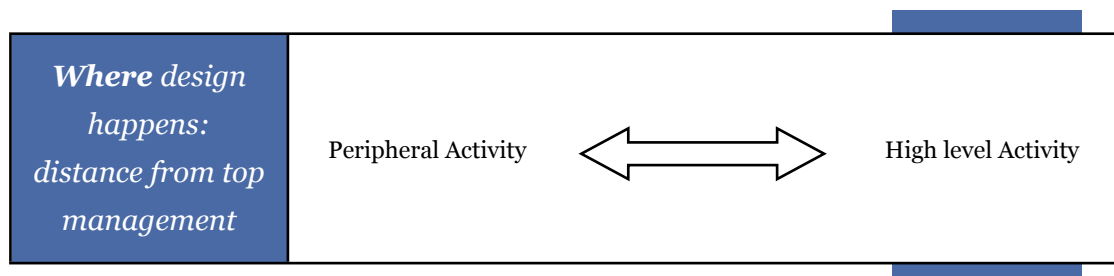 Where design
happens:
distance from top
management
Peripheral Activity
High level Activity